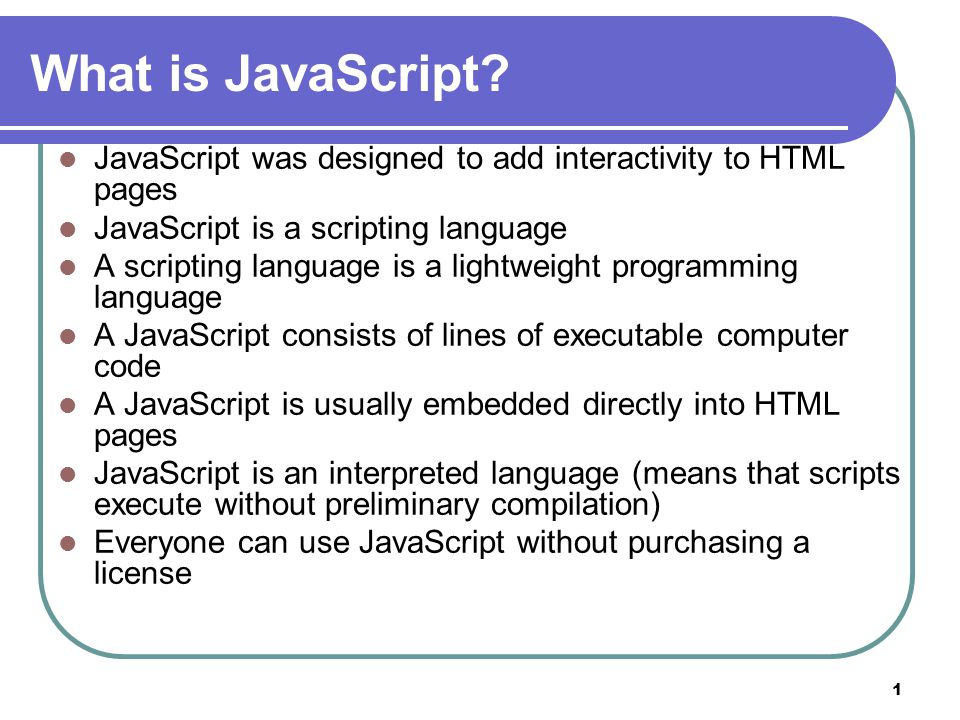 What is JavaScript?
JavaScript was designed to add interactivity to HTML
pages
JavaScript is a scripting language
A scripting language is a lightweight programming
language
A JavaScript consists of lines of executable computer
code
A JavaScript is usually embedded directly into HTML
pages
JavaScript is an interpreted language (means that scripts
execute without preliminary compilation)
Everyone can use JavaScript without purchasing a
license
1